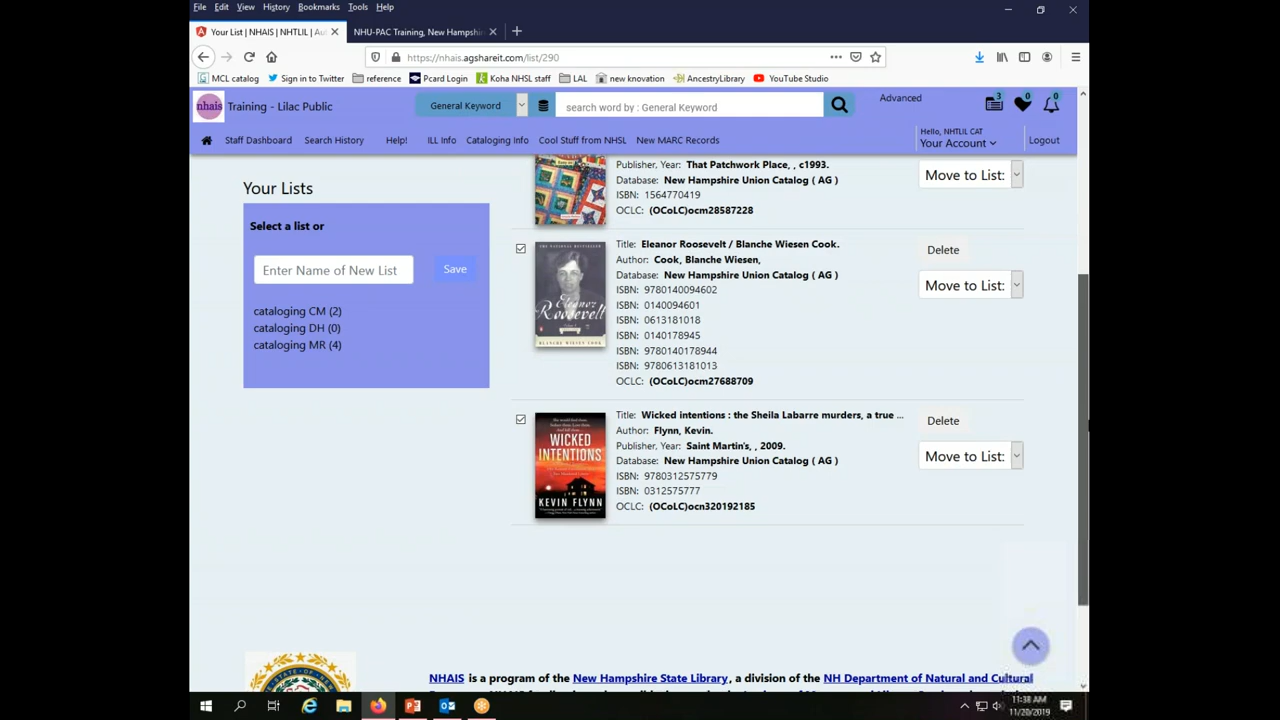 File Edit View History Bookmarks Tools Help
Your List | NHAIS | NHTLIL | Au
NHU-PAC Training, New Hampshir
https://nhais.agshareit.com/list/290
MCL catalog Sign in to Twitter reference Pcard Login Koha NHSL staff LAL new knovation AncestryLibrary YouTube Studio
nhais Training - Lilac Public
General Keyword
search word by : General Keyword
Advanced
3 0 0
Staff Dashboard Search History Help! ILL Info Cataloging Info Cool Stuff from NHSL New MARC Records
Hello, NHTLIL CAT
Your Account
Logout
Your Lists
Select a list or
Enter Name of New List Save
cataloging CM (2)
cataloging DH (0)
cataloging MR (4)
Publisher, Year: That Patchwork Place, , c1993.
Database: New Hampshire Union Catalog ( AG )
ISBN: 1564770419
OCLC: (OCoLC)ocm28587228
Move to List:
Eleanor
Roosevelt
BLANCHE WIESEN COOK
Title: Eleanor Roosevelt / Blanche Wiesen Cook.
Author: Cook, Blanche Wiesen,
Database: New Hampshire Union Catalog ( AG )
ISBN: 9780140094602
ISBN: 0140094601
ISBN: 0613181018
ISBN: 0140178945
ISBN: 9780140178944
ISBN: 9780613181013
OCLC: (OCoLC)ocm27688709
Delete
Move to List:
WICKED
INTENTIONS
KEVIN FLYNN
Title: Wicked intentions : the Sheila Labarre murders, a true ...
Author: Flynn, Kevin.
Publisher, Year: Saint Martin's, , 2009.
Database: New Hampshire Union Catalog ( AG )
ISBN: 9780312575779
ISBN: 0312575777
OCLC: (OCoLC)ocn320192185
Delete
Move to List:
NHAIS is a program of the New Hampshire State Library, a division of the NH Department of Natural and Cultural
11:38 AM
11/20/2019